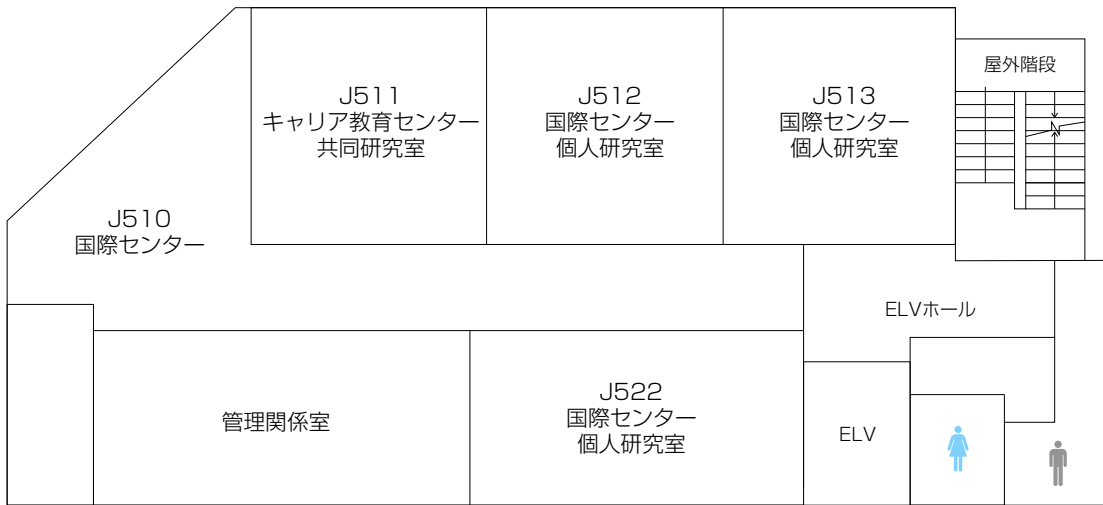 屋外階段
J511
キャリア教育センター
共同研究室
J512
国際センター
個人研究室
J513
国際センター
個人研究室
J510
国際センター
ELVホール
管理関係室
J522
国際センター
個人研究室
ELV